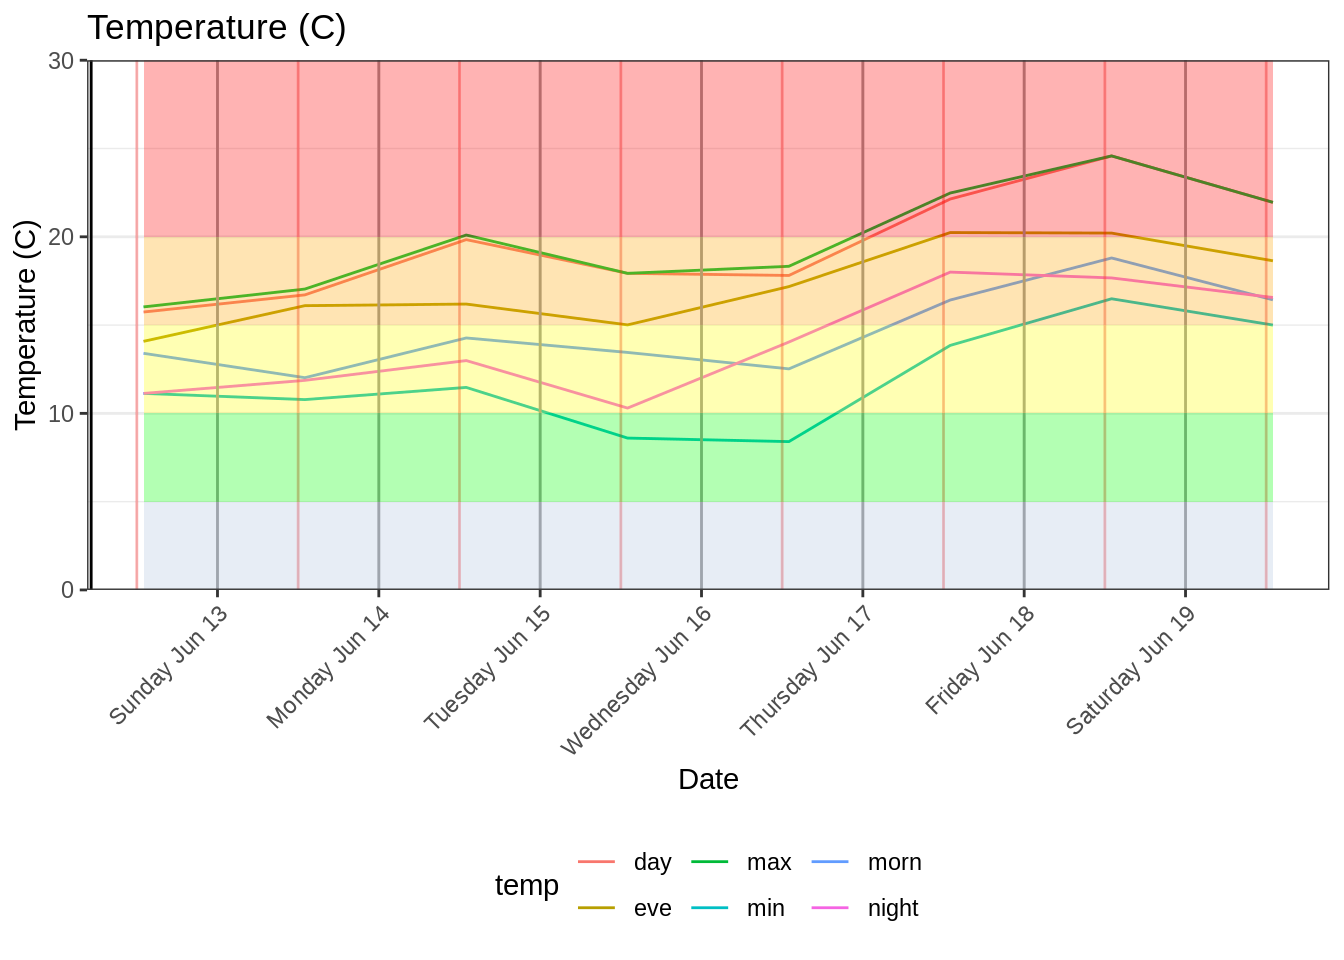 Temperature (C)
30
20
10
0
Temperature (C)
Sunday Jun 13
Monday Jun 14
Tuesday Jun 15
Wednesday Jun 16
Thursday Jun 17
Friday Jun 18
Saturday Jun 19
Date
temp
day max morn
eve min night